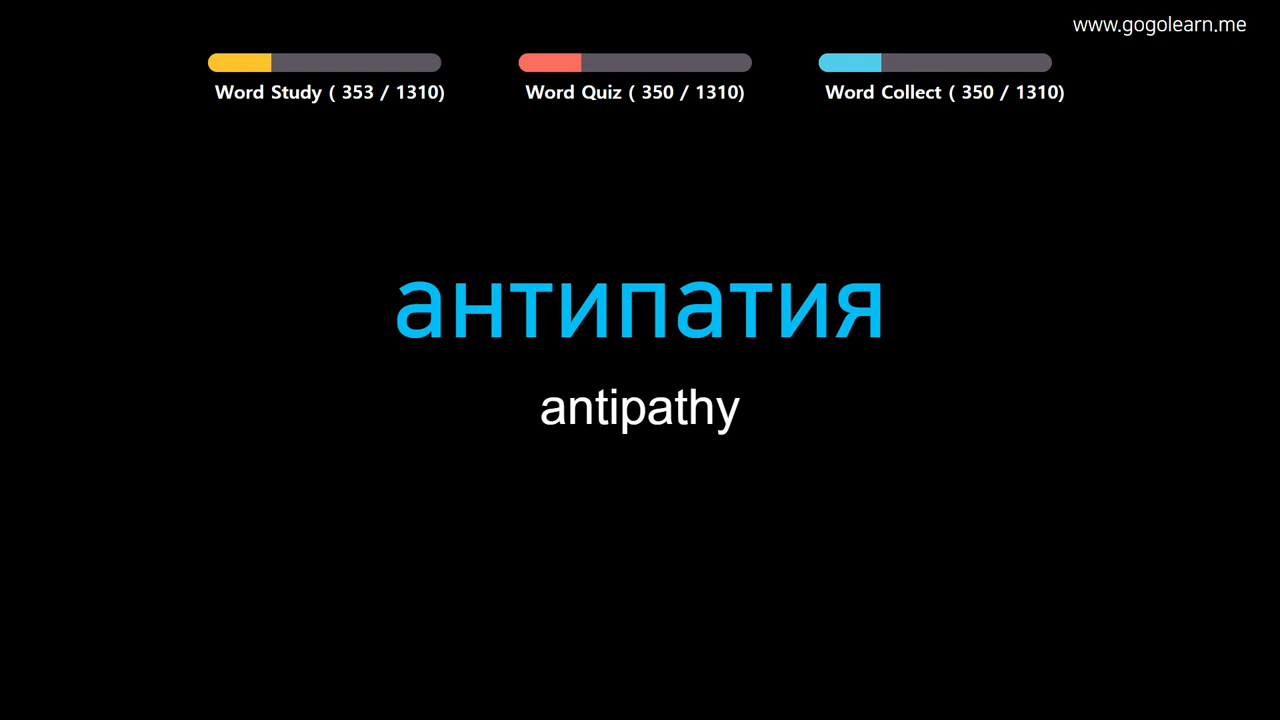 www.gogolearn.me
Word Study ( 353 / 1310)
Word Quiz ( 350 / 1310)
Word Collect ( 350 / 1310)
антипатия
antipathy